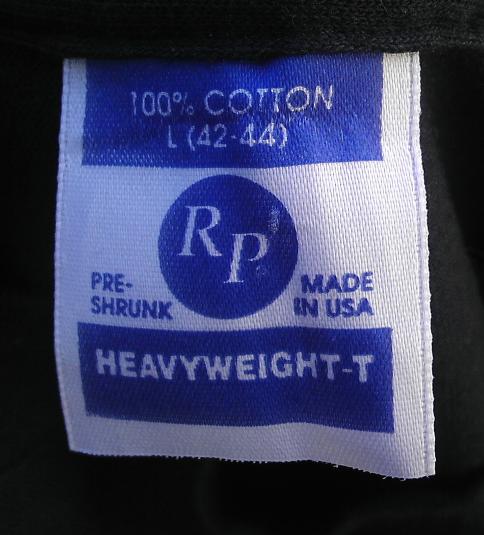 100% COTTON
L (42-44)
RP
PRE-
SHRUNK
MADE
IN USA
HEAVYWEIGHT-T